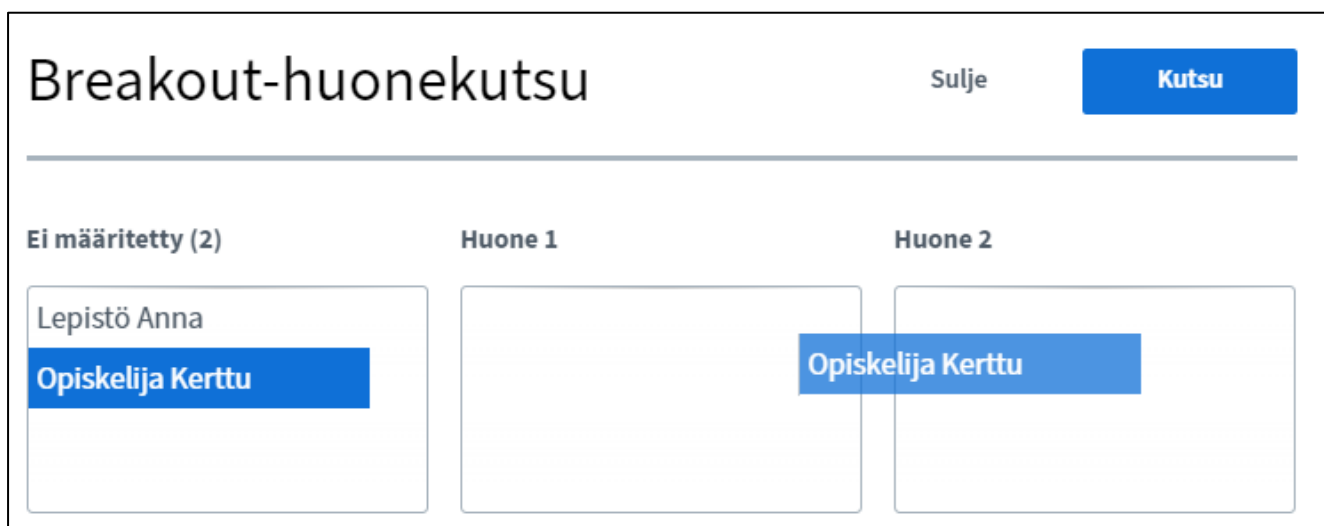 Breakout-huonekutsu
Sulje
Kutsu
Ei määritetty (2)
Huone 1
Huone 2
Lepistö Anna
Opiskelija Kerttu
Opiskelija Kerttu